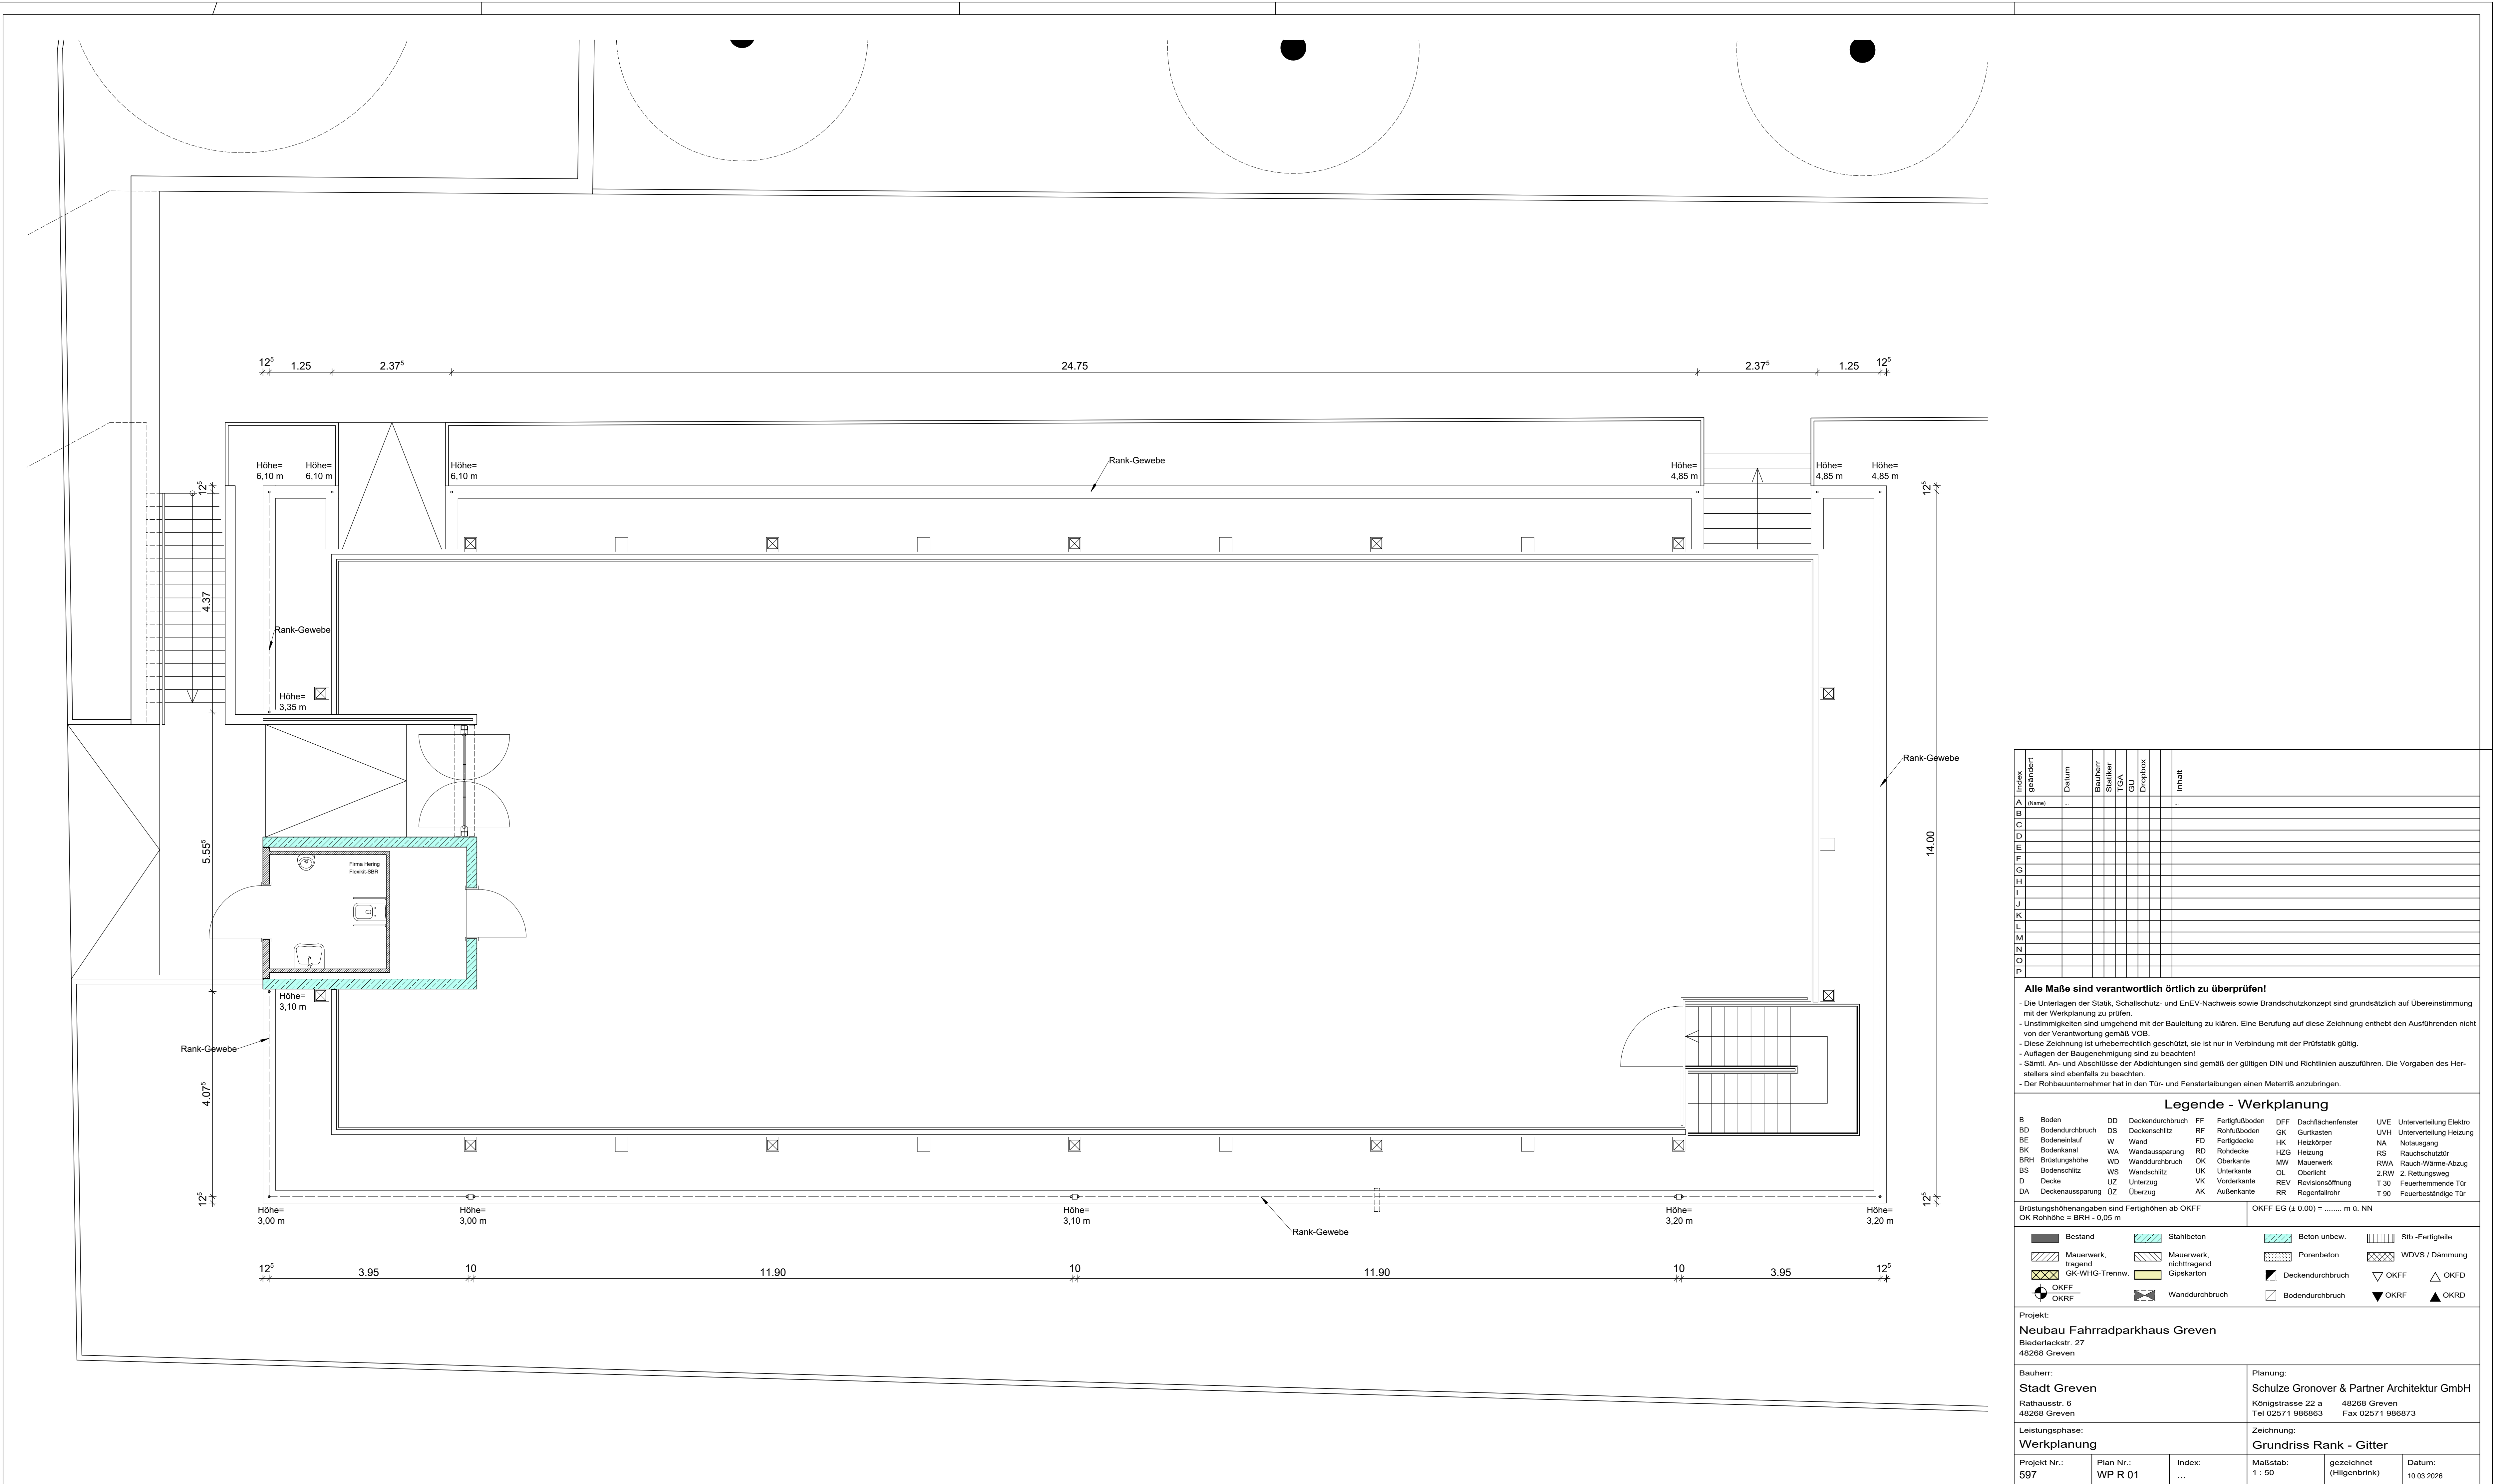 12⁵ 1.25 2.37⁵ 24.75 2.37⁵ 1.25 12⁵
Höhe=
6,10 m
Höhe=
6,10 m
Höhe=
6,10 m
Rank-Gewebe
Höhe=
4,85 m
Höhe=
4,85 m
Höhe=
4,85 m
12⁵
4.37
5.55⁵
4.07⁵
12⁵
12⁵
14.00
12⁵
Rank-Gewebe
Höhe=
3,35 m
Rank-Gewebe
Firma Hering
Flexikil-SBR
Höhe=
3,10 m
Rank-Gewebe
Höhe=
3,00 m
Höhe=
3,00 m
Höhe=
3,10 m
Rank-Gewebe
Höhe=
3,20 m
Höhe=
3,20 m
12⁵ 3.95 10 11.90 10 11.90 10 3.95 12⁵
Index geändert Datum Bauherr Statiker TGA GU Dropbox Inhalt
A (Name) ... ...
B
C
D
E
F
G
H
I
J
K
L
M
N
O
P
Alle Maße sind verantwortlich örtlich zu überprüfen!
- Die Unterlagen der Statik, Schallschutz- und EnEV-Nachweis sowie Brandschutzkonzept sind grundsätzlich auf Übereinstimmung
mit der Werkplanung zu prüfen.
- Unstimmigkeiten sind umgehend mit der Bauleitung zu klären. Eine Berufung auf diese Zeichnung enthebt den Ausführenden nicht
von der Verantwortung gemäß VOB.
- Diese Zeichnung ist urheberrechtlich geschützt, sie ist nur in Verbindung mit der Prüfstatik gültig.
- Auflagen der Baugenehmigung sind zu beachten!
- Sämtl. An- und Abschlüsse der Abdichtungen sind gemäß der gültigen DIN und Richtlinien auszuführen. Die Vorgaben des Her-
stellers sind ebenfalls zu beachten.
- Der Rohbauunternehmer hat in den Tür- und Fensterlaibungen einen Meterriß anzubringen.
Legende - Werkplanung
B Boden DD Deckendurchbruch FF Fertigfußboden DFF Dachflächenfenster UVE Unterverteilung Elektro
BD Bodendurchbruch DS Deckenschlitz RF Rohfußboden GK Gurtkasten UVH Unterverteilung Heizung
BE Bodeneinlauf W Wand FD Fertigdecke HK Heizkörper NA Notausgang
BK Bodenkanal WA Wandaussparung RD Rohdecke HZG Heizung RS Rauchschutztür
BRH Brüstungshöhe WD Wanddurchbruch OK Oberkante MW Mauerwerk RWA Rauch-Wärme-Abzug
BS Bodenschlitz WS Wandschlitz UK Unterkante OL Oberlicht 2.RW 2. Rettungsweg
D Decke UZ Unterzug VK Vorderkante REV Revisionsöffnung T 30 Feuerhemmende Tür
DA Deckenaussparung ÜZ Überzug AK Außenkante RR Regenfallrohr T 90 Feuerbeständige Tür
Brüstungshöhenangaben sind Fertighöhen ab OKFF
OK Rohhöhe = BRH - 0,05 m
OKFF EG (± 0.00) = ........ m ü. NN
Bestand Stahlbeton Beton unbew. Stb.-Fertigteile
Mauerwerk,
tragend
Mauerwerk,
nichttragend
Porenbeton WDVS / Dämmung
GK-WHG-Trennw. Gipskarton Deckendurchbruch OKFF OKFD
OKFF
OKRF
Wanddurchbruch Bodendurchbruch OKRF OKRD
Projekt:
Neubau Fahrradparkhaus Greven
Biederlackstr. 27
48268 Greven
Bauherr:
Stadt Greven
Rathausstr. 6
48268 Greven
Planung:
Schulze Gronover & Partner Architektur GmbH
Königstrasse 22 a 48268 Greven
Tel 02571 986863 Fax 02571 986873
Leistungsphase:
Werkplanung
Zeichnung:
Grundriss Rank - Gitter
Projekt Nr.:
597
Plan Nr.:
WP R 01
Index:
...
Maßstab:
1 : 50
gezeichnet
(Hilgenbrink)
Datum:
10.03.2026